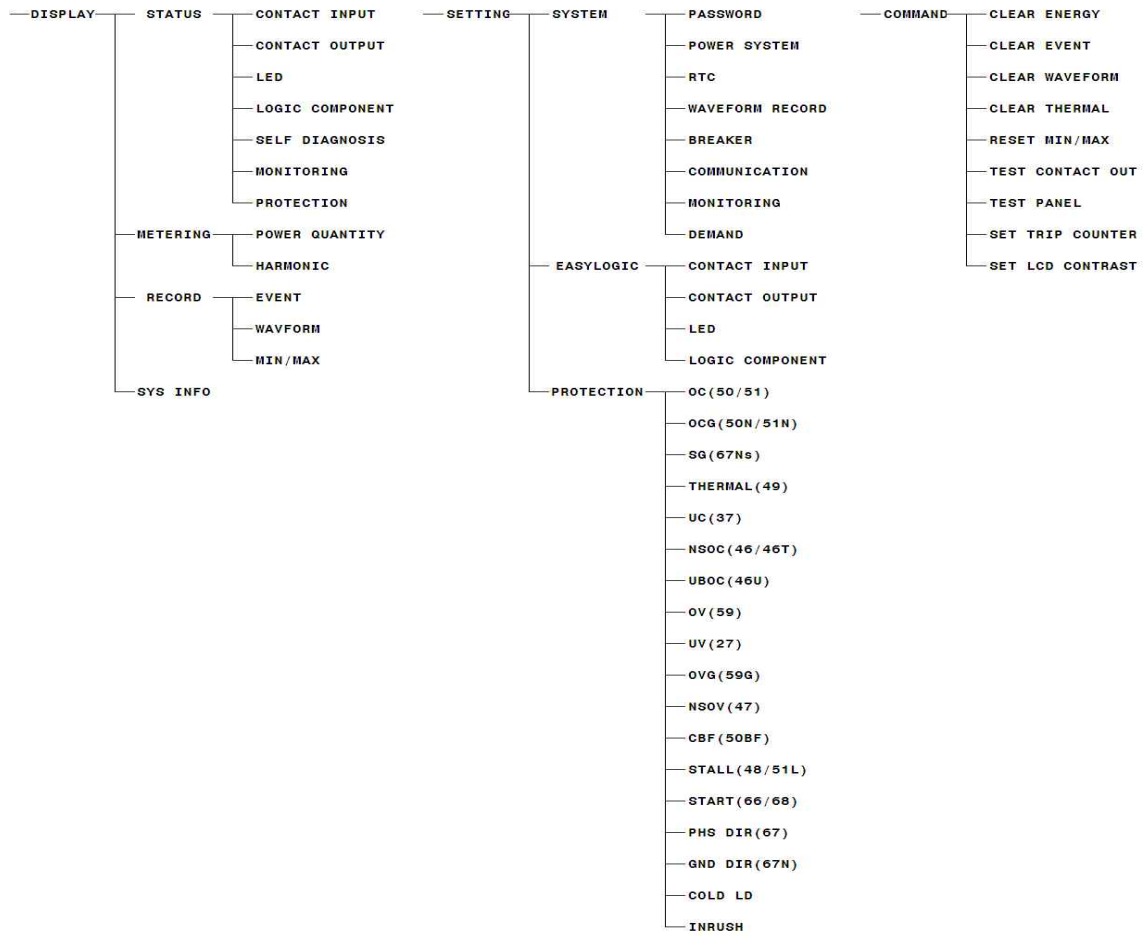 DISPLAY
STATUS
CONTACT INPUT
CONTACT OUTPUT
LED
LOGIC COMPONENT
SELF DIAGNOSIS
MONITORING
PROTECTION
METERING
POWER QUANTITY
HARMONIC
RECORD
EVENT
WAVFORM
MIN/MAX
SYS INFO
SETTING
SYSTEM
PASSWORD
POWER SYSTEM
RTC
WAVEFORM RECORD
BREAKER
COMMUNICATION
MONITORING
DEMAND
EASYLOGIC
CONTACT INPUT
CONTACT OUTPUT
LED
LOGIC COMPONENT
PROTECTION
OC(50/51)
OCG(50N/51N)
SG(67Ns)
THERMAL(49)
UC(37)
NSOC(46/46T)
UBOC(46U)
OV(59)
UV(27)
OVG(59G)
NSOV(47)
CBF(50BF)
STALL(48/51L)
START(66/68)
PHS DIR(67)
GND DIR(67N)
COLD LD
INRUSH
COMMAND
CLEAR ENERGY
CLEAR EVENT
CLEAR WAVEFORM
CLEAR THERMAL
RESET MIN/MAX
TEST CONTACT OUT
TEST PANEL
SET TRIP COUNTER
SET LCD CONTRAST